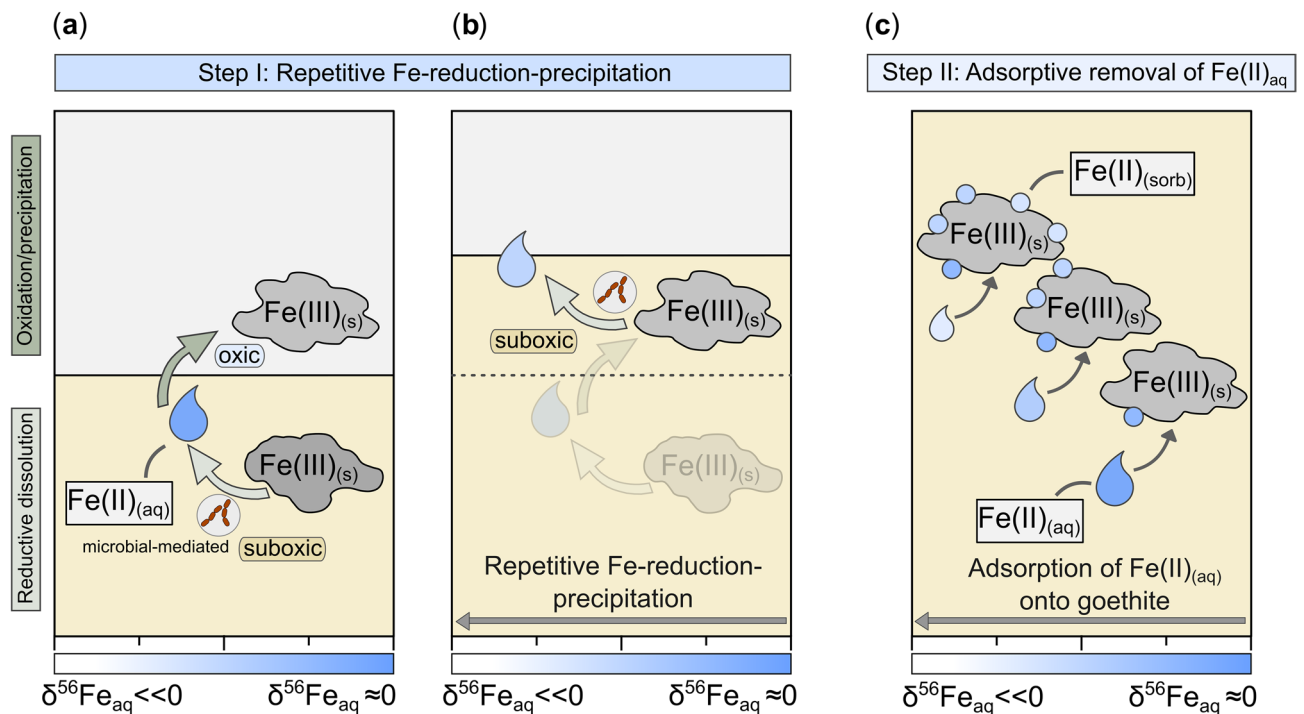 (a)
(b)
(c)
Step I: Repetitive Fe-reduction-precipitation
Step II: Adsorptive removal of Fe(II)aq
Oxidation/precipitation
Reductive dissolution
Fe(III)(s)
oxic
Fe(III)(s)
Fe(II)(aq)
microbial-mediated
suboxic
Fe(III)(s)
suboxic
Fe(III)(s)
Repetitive Fe-reduction-
precipitation
Fe(II)(sorb)
Fe(III)(s)
Fe(III)(s)
Fe(III)(s)
Fe(II)(aq)
Adsorption of Fe(II)(aq)
onto goethite
δ56Feaq<<0
δ56Feaq≈0
δ56Feaq<<0
δ56Feaq≈0
δ56Feaq<<0
δ56Feaq≈0